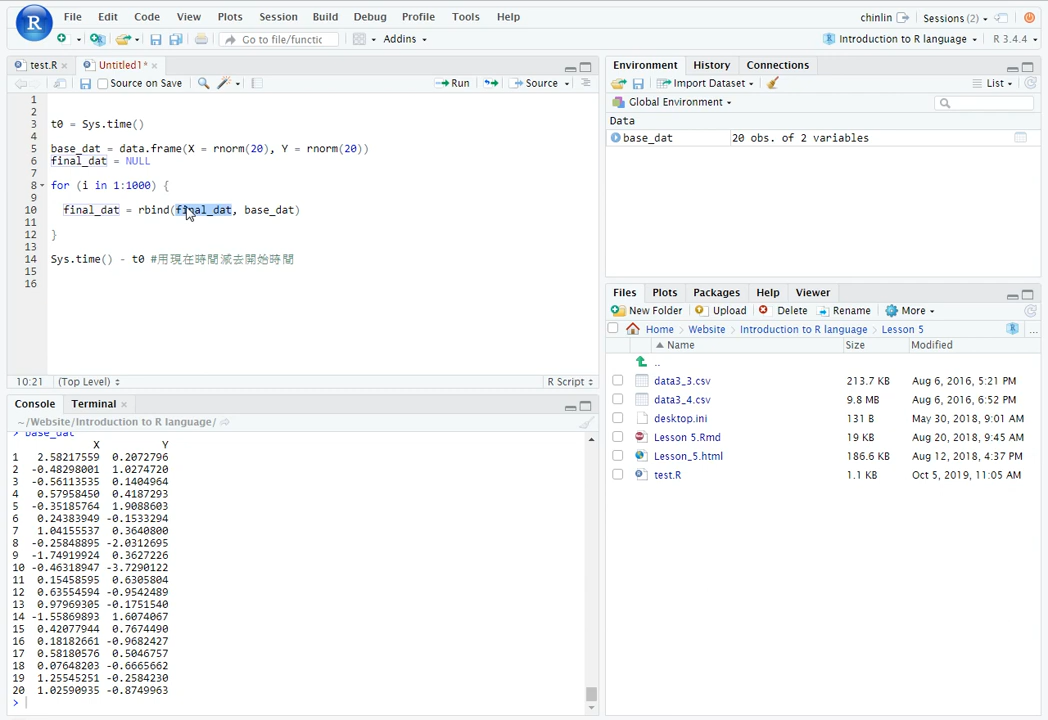 File Edit Code View Plots Session Build Debug Profile Tools Help
chinlin Sessions (2)
Go to file/functic Addins
Introduction to R language R 3.4.4
test.R × Untitled1* ×
Source on Save Run Source
1
2
3 t0 = Sys.time()
4
5 base_dat = data.frame(X = rnorm(20), Y = rnorm(20))
6 final_dat = NULL
7
8 for (i in 1:1000) {
9
10 final_dat = rbind(final_dat, base_dat)
11
12 }
13
14 Sys.time() - t0 #用現在時間減去開始時間
15
16
10:21 (Top Level) R Script
Console Terminal ×
~/Website/Introduction to R language/
> base_dat
X Y
1 2.58217559 0.2072796
2 -0.48298001 1.0274720
3 -0.56113535 0.1404964
4 0.57958450 0.4187293
5 -0.35185764 1.9088603
6 0.24383949 -0.1533294
7 1.04155537 0.3640800
8 -0.25848895 -2.0312695
9 -1.74919924 0.3627226
10 -0.46318947 -3.7290122
11 0.15458595 0.6305804
12 0.63554594 -0.9542489
13 0.97969305 -0.1751540
14 -1.55869893 1.6074067
15 0.42077944 0.7674490
16 0.18182661 -0.9682427
17 0.58180576 0.5046757
18 0.07648203 -0.6665662
19 1.25545251 -0.2584230
20 1.02590935 -0.8749963
>
Environment History Connections
Import Dataset List
Global Environment
Data
base_dat 20 obs. of 2 variables
Files Plots Packages Help Viewer
New Folder Upload Delete Rename More
Home Website Introduction to R language Lesson 5 ...
Name Size Modified
..
data3_3.csv 213.7 KB Aug 6, 2016, 5:21 PM
data3_4.csv 9.8 MB Aug 6, 2016, 6:52 PM
desktop.ini 131 B May 30, 2018, 9:01 AM
Lesson 5.Rmd 19 KB Aug 20, 2018, 9:45 AM
Lesson_5.html 186.6 KB Aug 12, 2018, 4:37 PM
test.R 1.1 KB Oct 5, 2019, 11:05 AM